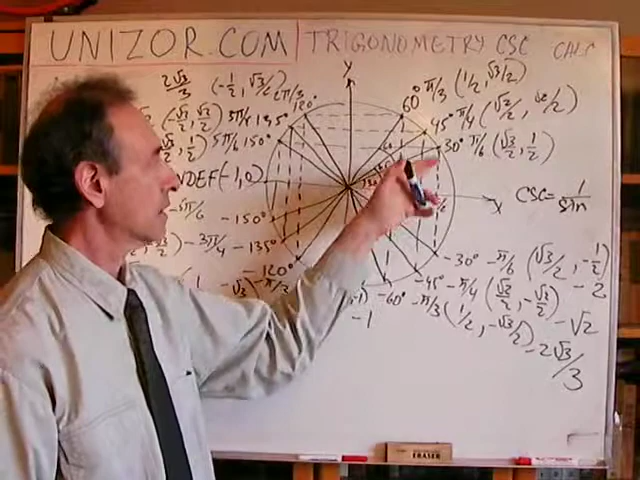 UNIZOR.COM TRIGONOMETRY CSC CALC
2√3/3 (-1/2, √3/2) 2π/3 120°
Y
60° π/3 (1/2, √3/2)
(-√2/2, √2/2) 3π/4 135°
45° π/4 (√2/2, √2/2)
5π/6 150°
30° π/6 (√3/2, 1/2)
(-1,0)
X
CSC = 1/sin
-5π/6 -150°
-3π/4 -135°
-120°
-30° -π/6 (√3/2, -1/2) -2
-45° -π/4 (√2/2, -√2/2) -√2
-60° -π/3 (1/2, -√3/2) -2√3/3
-1
ERASER